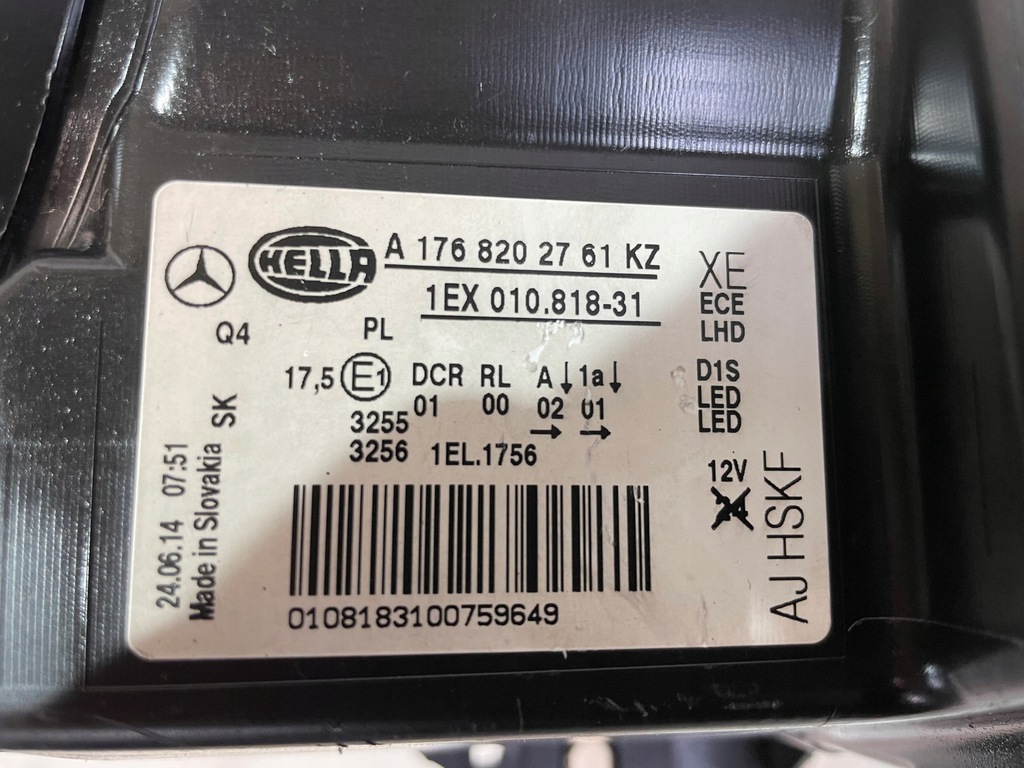 HELLA
A 176 820 27 61 KZ
1EX 010.818-31
XE
ECE
LHD
Q4
PL
17,5 E1 DCR RL A↓ 1a↓
01 00 02 01
→ →
3255
3256 1EL.1756
D1S
LED
LED
12V
24
AJ HSKF
24.06.14 07:51
Made in Slovakia SK
0108183100759649